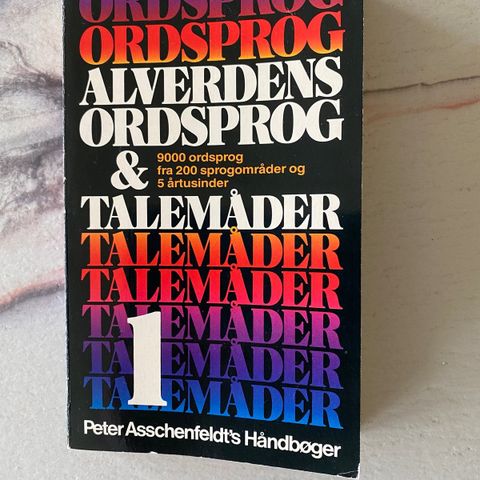 ORDSPROG
ORDSPROG
ALVERDENS
ORDSPROG
&
9000 ordsprog
fra 200 sprogområder og
5 årtusinder
TALEMÅDER
TALEMÅDER
TALEMÅDER
TALEMÅDER
TALEMÅDER
TALEMÅDER
1
Peter Asschenfeldt's Håndbøger